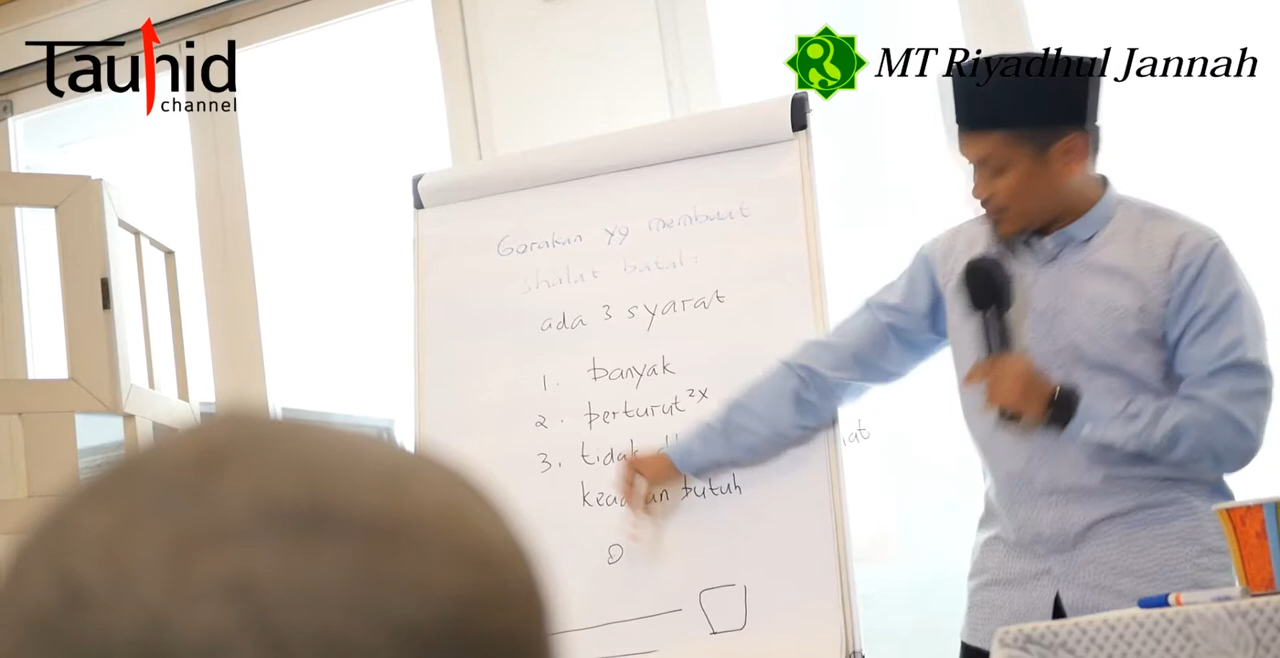 Tauhid
channel
MT Riyadhul Jannah
Gerakan yg membuat
shalat batal:
ada 3 syarat
1. banyak
2. berturut2x
3. tidak
butuh